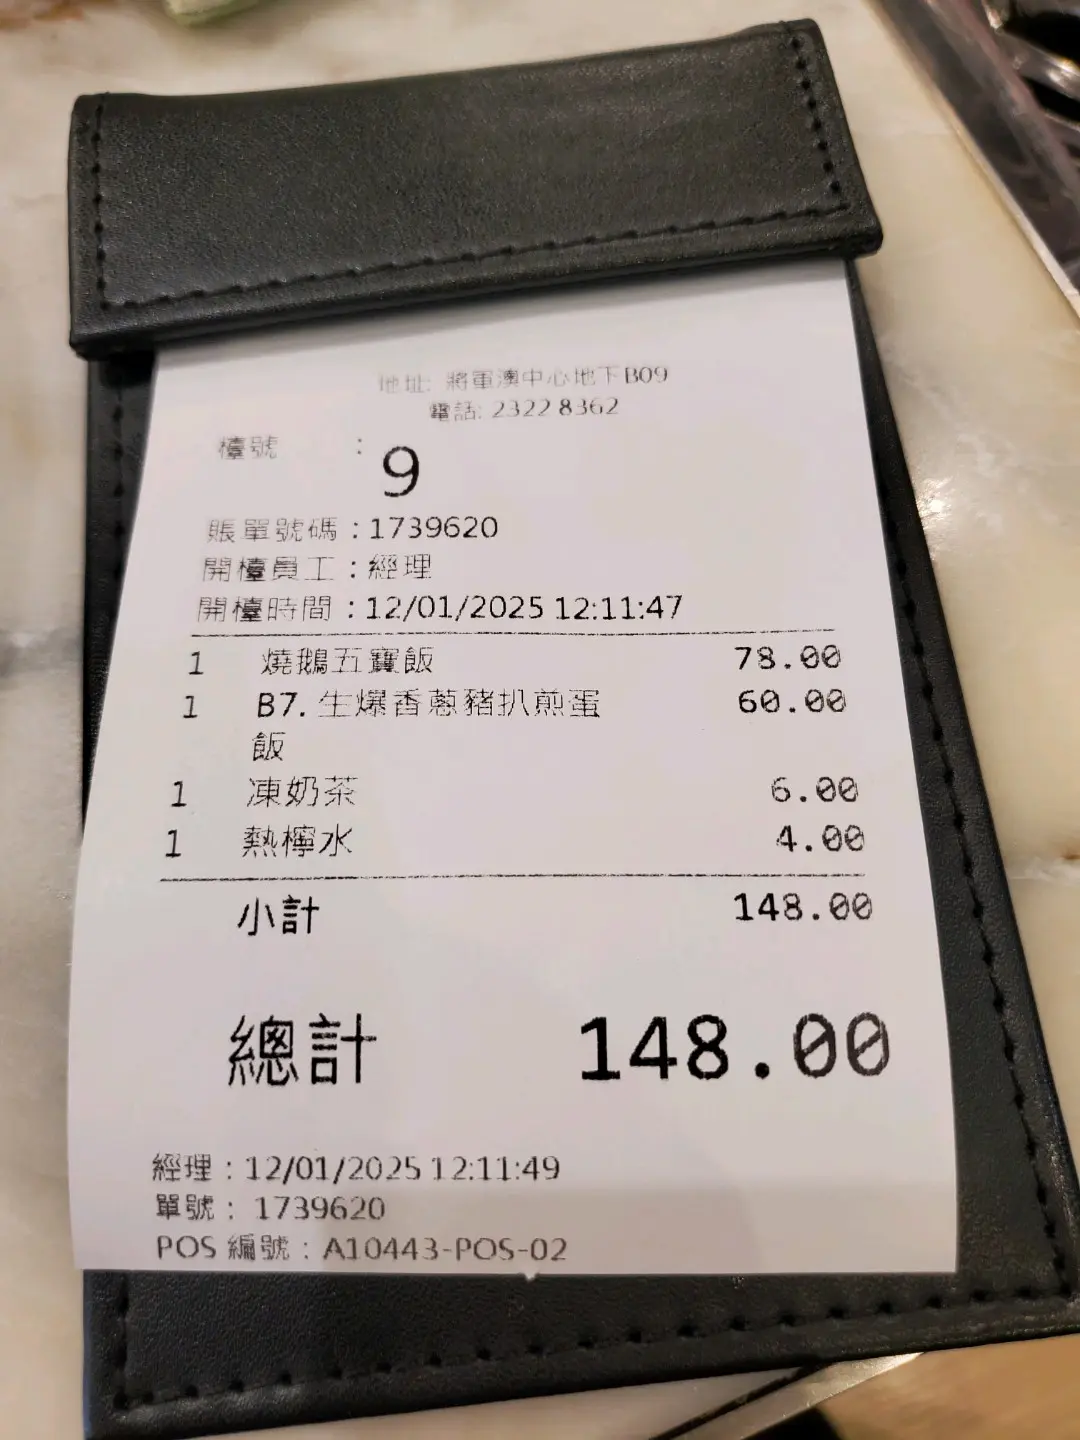 地址: 將軍澳中心地下B09
電話: 2322 8362
檯號 : 9
賬單號碼 : 1739620
開檯員工 : 經理
開檯時間 : 12/01/2025 12:11:47
1 燒鵝五寶飯 78.00
1 B7. 生爆香蔥豬扒煎蛋 60.00
飯
1 凍奶茶 6.00
1 熱檸水 4.00
小計 148.00
總計 148.00
經理 : 12/01/2025 12:11:49
單號 : 1739620
POS 編號 : A10443-POS-02